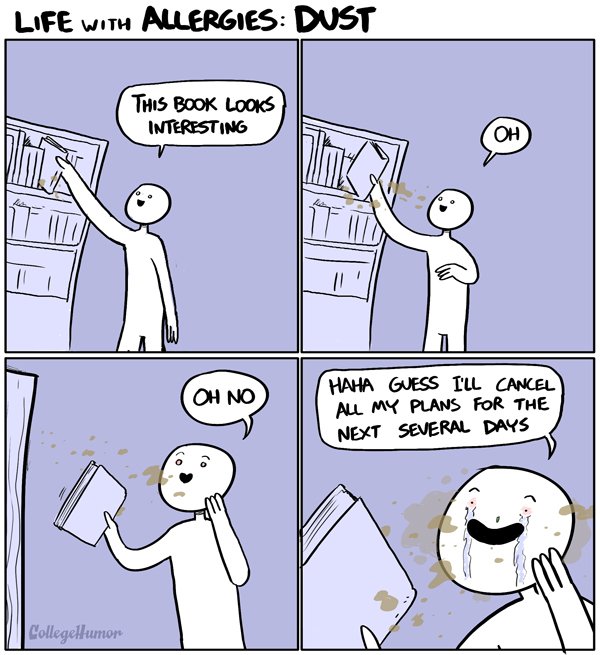 LIFE WITH ALLERGIES: DUST
THIS BOOK LOOKS
INTERESTING
OH
OH NO
HAHA GUESS I'LL CANCEL
ALL MY PLANS FOR THE
NEXT SEVERAL DAYS
CollegeHumor